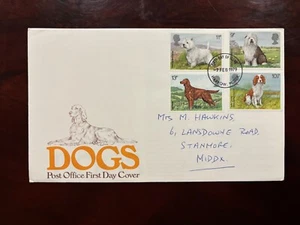 DOGS
Post Office First Day Cover
Mrs M. HAWKINS
6, LANSDOWNE ROAD.
STANMORE.
MIDDX.